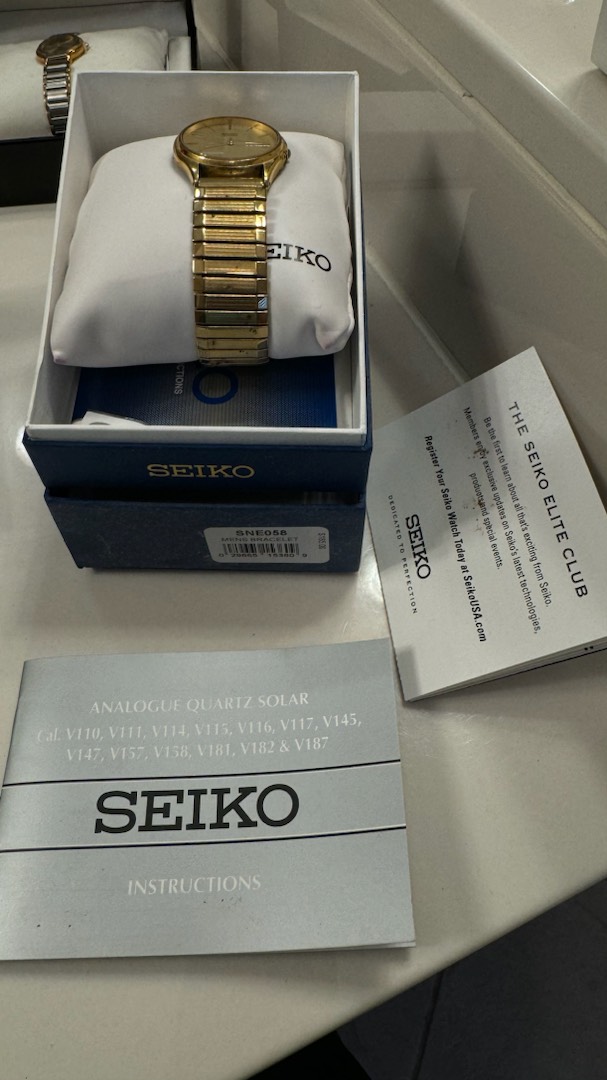 SEIKO
CTIONS
SEIKO
SNE058
MENS BRACELET
THE SEIKO ELITE CLUB
Be the first to learn about all that's exciting from Seiko.
Members enjoy exclusive updates on Seiko's latest technologies,
products and special events.
Register Your Seiko Watch Today at SeikoUSA.com
SEIKO
DEDICATED TO PERFECTION
ANALOGUE QUARTZ SOLAR
Cal. V110, V111, V114, V115, V116, V117, V145,
V147, V157, V158, V181, V182 & V187
SEIKO
INSTRUCTIONS